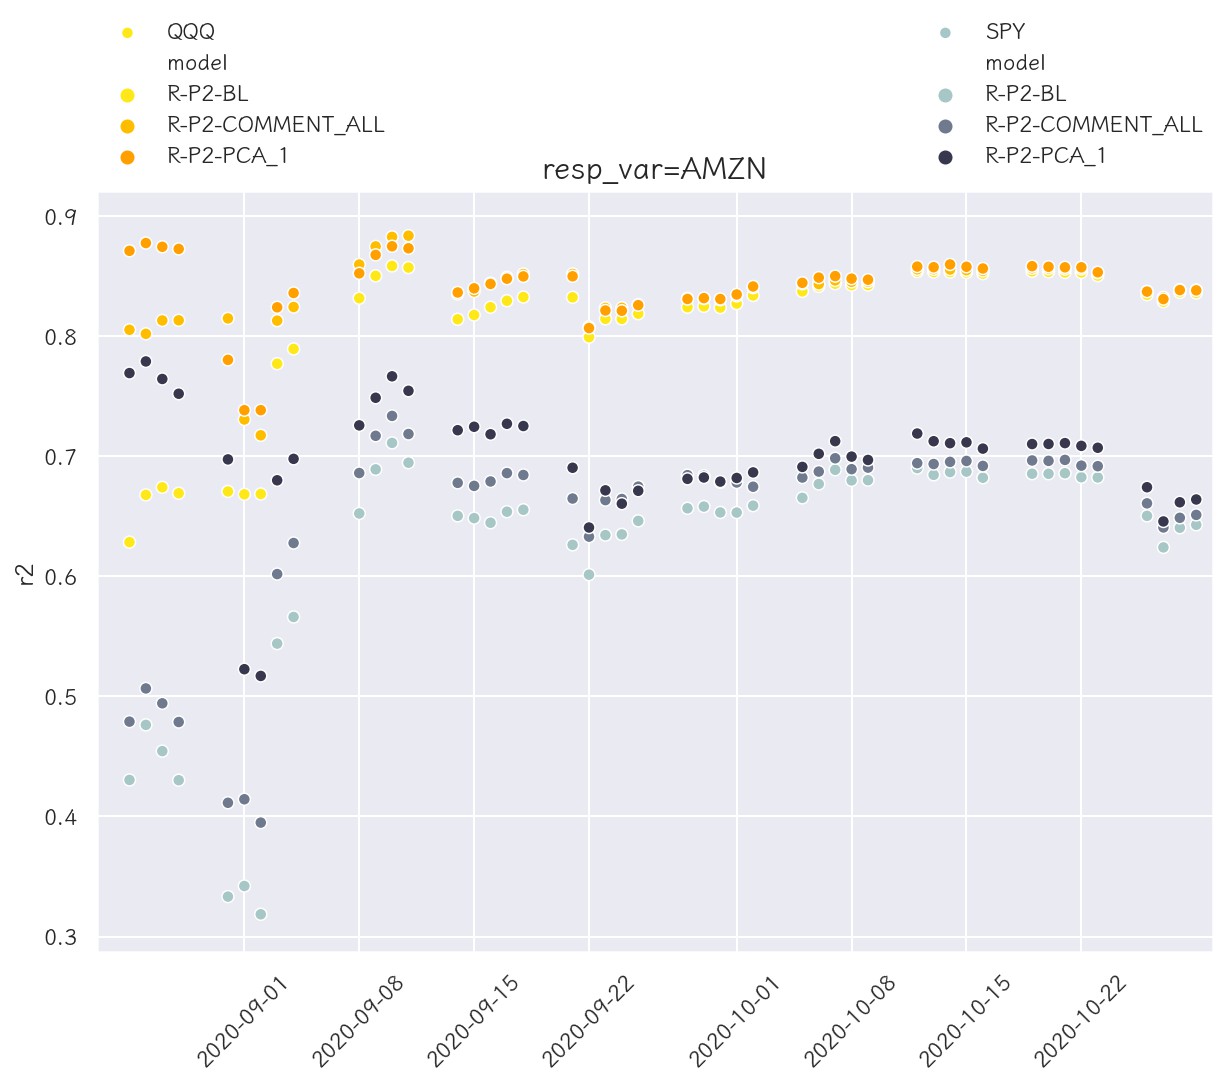 QQQ
model
R-P2-BL
R-P2-COMMENT_ALL
R-P2-PCA_1
SPY
model
R-P2-BL
R-P2-COMMENT_ALL
R-P2-PCA_1
resp_var=AMZN
0.9
0.8
0.7
0.6
0.5
0.4
0.3
r2
2020-09-01
2020-09-08
2020-09-15
2020-09-22
2020-10-01
2020-10-08
2020-10-15
2020-10-22